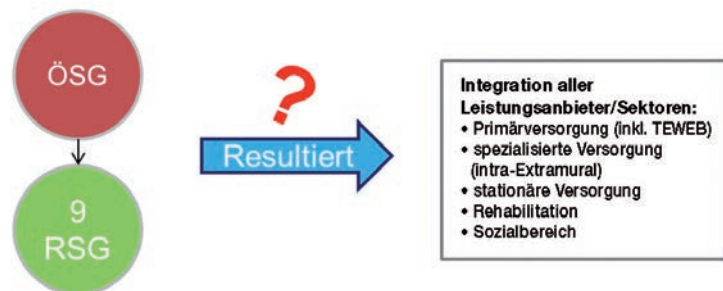 ÖSG
9
RSG
?
Resultiert
Integration aller
Leistungsanbieter/Sektoren:
• Primärversorgung (inkl. TEWEB)
• spezialisierte Versorgung
(intra-Extramural)
• stationäre Versorgung
• Rehabilitation
• Sozialbereich